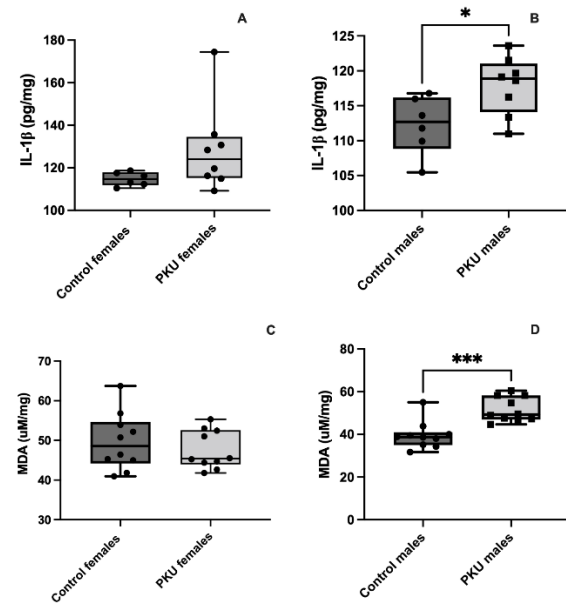 A
IL-1β (pg/mg)
180
160
140
120
100
Control females
PKU females
B
*
IL-1β (pg/mg)
125
120
115
110
105
100
Control males
PKU males
C
MDA (uM/mg)
70
60
50
40
30
Control females
PKU females
D
***
MDA (uM/mg)
80
60
40
20
0
Control males
PKU males